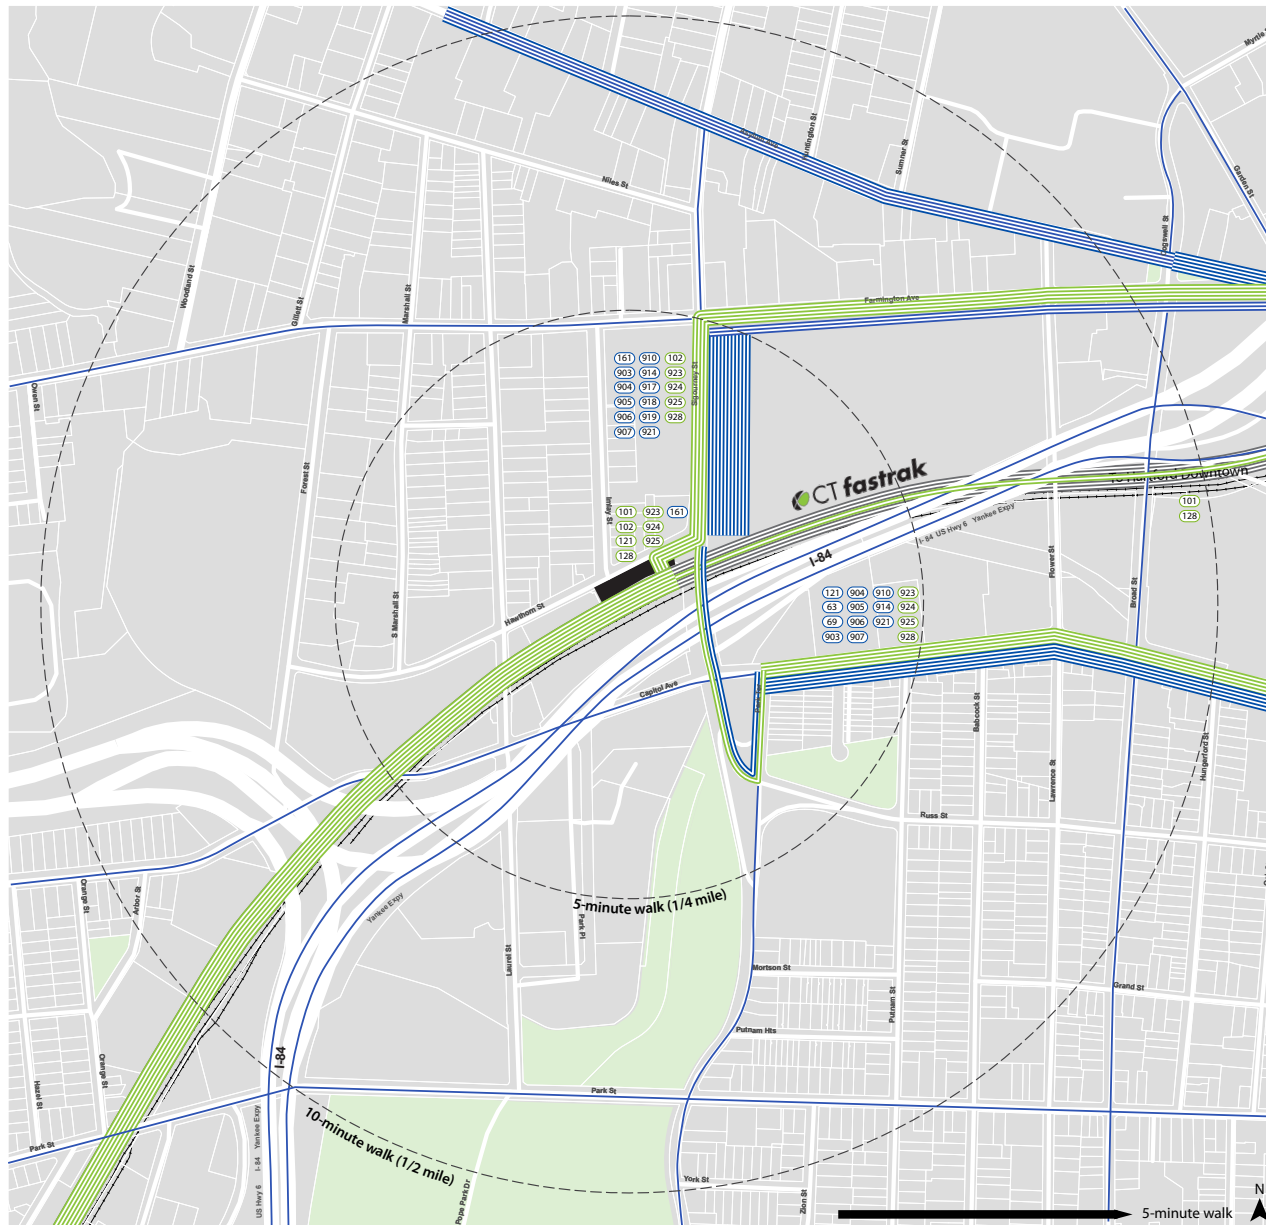 Myrtle
Asylum Ave
Huntington St
Sumner St
Garden St
Niles St
Cogswell St
Woodland St
Gillett St
Marshall St
Farmington Ave
161 910 102
903 914 923
904 917 924
905 918 925
906 919 928
907 921
Sigourney St
Owen St
Forest St
CT fastrak
To Hartford Downtown
101
128
Imlay St
101 923 161
102 924
121 925
128
I-84 US Hwy 6 Yankee Expy
I-84
Flower St
Broad St
121 904 910 923
63 905 914 924
69 906 921 925
903 907 928
S Marshall St
Hawthorn St
Capitol Ave
Park Ter
Babcock St
Lawrence St
Hungerford St
Russ St
Orange St
Arbor St
Yankee Expy
5-minute walk (1/4 mile)
Park Pl
Laurel St
Mortson St
Putnam St
Grand St
Putnam Hts
I-84
Orange St
Hazel St
Park St
Park St
10-minute walk (1/2 mile)
US Hwy 6 I-84 Yankee Expy
Pope Park Dr
York St
Zion St
N
5-minute walk